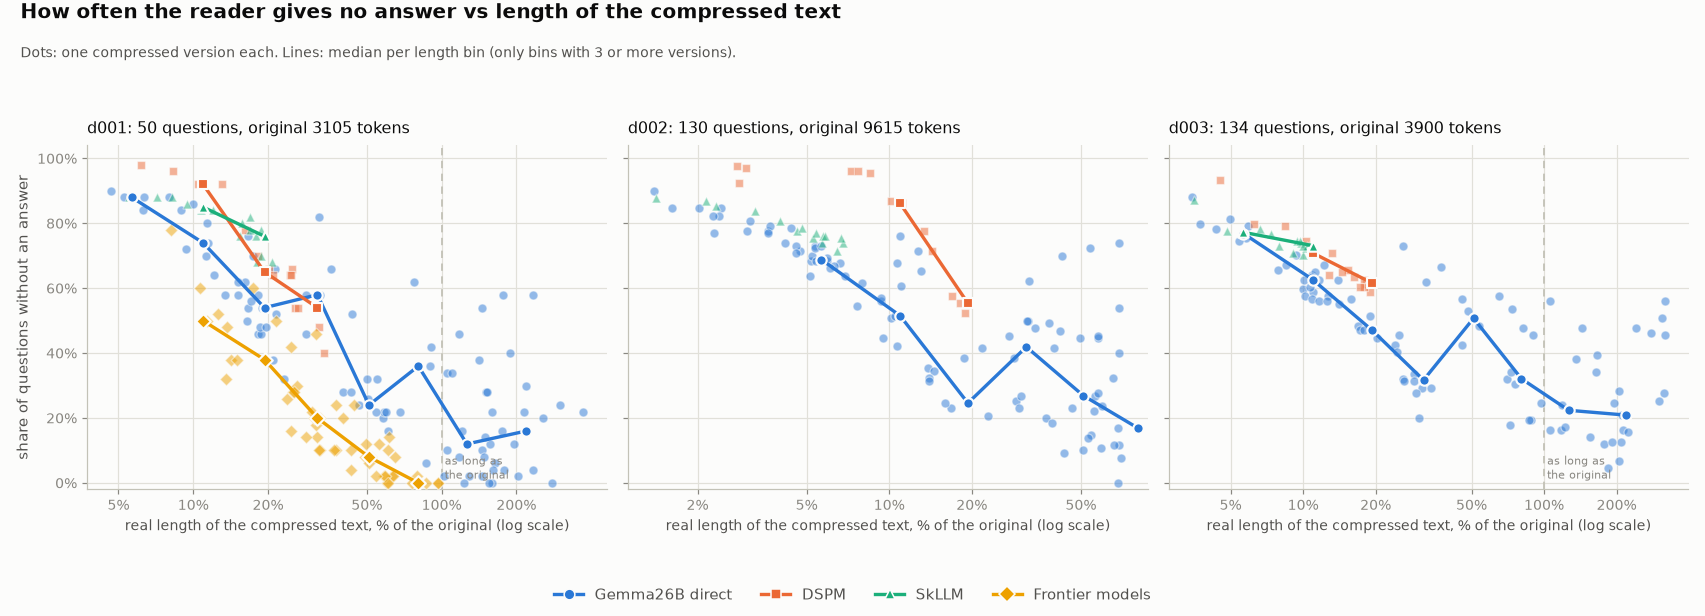 How often the reader gives no answer vs length of the compressed text
Dots: one compressed version each. Lines: median per length bin (only bins with 3 or more versions).
d001: 50 questions, original 3105 tokens
d002: 130 questions, original 9615 tokens
d003: 134 questions, original 3900 tokens
share of questions without an answer
100%
80%
60%
40%
20%
0%
as long as
the original
as long as
the original
5% 10% 20% 50% 100% 200%
2% 5% 10% 20% 50%
5% 10% 20% 50% 100% 200%
real length of the compressed text, % of the original (log scale)
real length of the compressed text, % of the original (log scale)
real length of the compressed text, % of the original (log scale)
Gemma26B direct DSPM SkLLM Frontier models